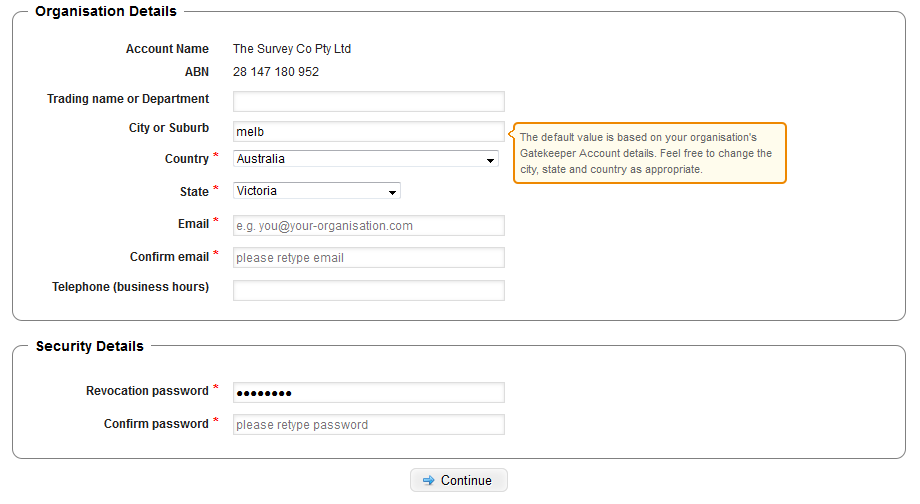 Organisation Details
Account Name The Survey Co Pty Ltd
ABN 28 147 180 952
Trading name or Department
City or Suburb melb
The default value is based on your organisation's
Gatekeeper Account details. Feel free to change the
city, state and country as appropriate.
Country * Australia
State * Victoria
Email * e.g. you@your-organisation.com
Confirm email * please retype email
Telephone (business hours)
Security Details
Revocation password * ••••••••
Confirm password * please retype password
Continue